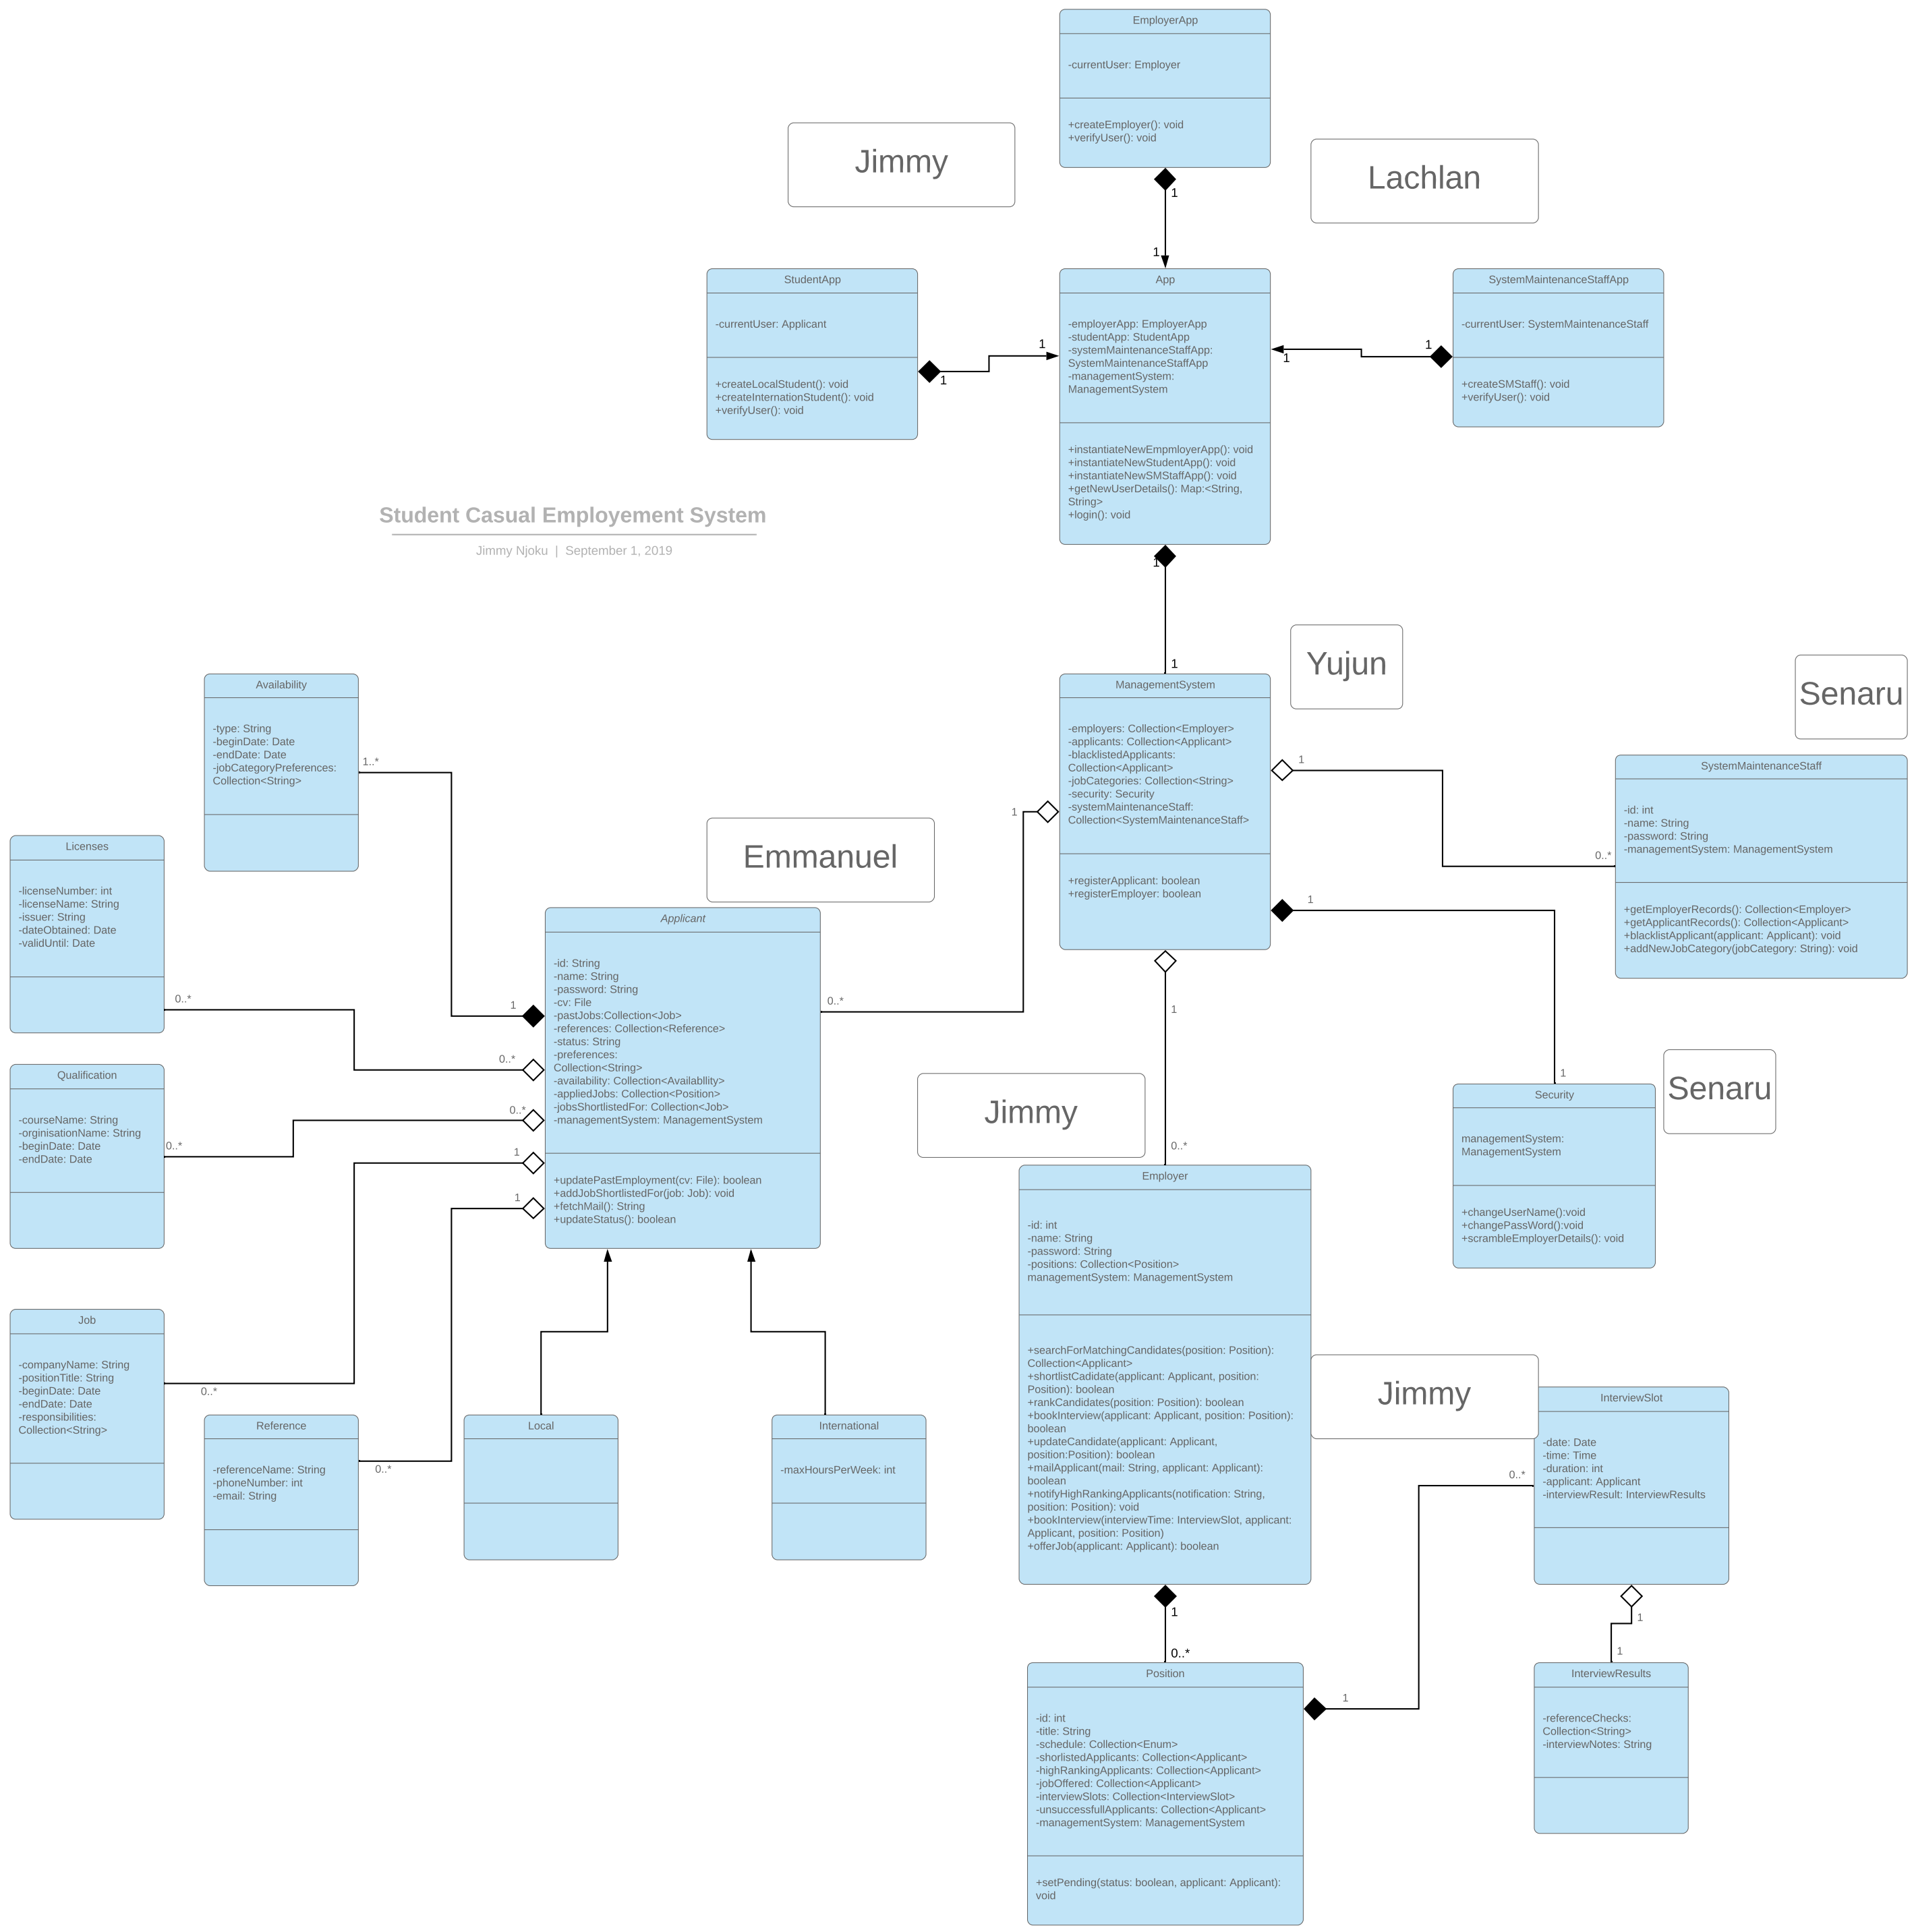 EmployerApp
-currentUser: Employer
+createEmployer(): void
+verifyUser(): void
Jimmy
Lachlan
1
1
StudentApp
-currentUser: Applicant
+createLocalStudent(): void
+createInternationStudent(): void
+verifyUser(): void
1
1
App
-employerApp: EmployerApp
-studentApp: StudentApp
-systemMaintenanceStaffApp:
SystemMaintenanceStaffApp
-managementSystem:
ManagementSystem
+instantiateNewEmpmloyerApp(): void
+instantiateNewStudentApp(): void
+instantiateNewSMStaffApp(): void
+getNewUserDetails(): Map:<String,
String>
+login(): void
1
1
SystemMaintenanceStaffApp
-currentUser: SystemMaintenanceStaff
+createSMStaff(): void
+verifyUser(): void
Student Casual Employement System
Jimmy Njoku | September 1, 2019
1
1
Yujun
Senaru
Availability
-type: String
-beginDate: Date
-endDate: Date
-jobCategoryPreferences:
Collection<String>
1..*
ManagementSystem
-employers: Collection<Employer>
-applicants: Collection<Applicant>
-blacklistedApplicants:
Collection<Applicant>
-jobCategories: Collection<String>
-security: Security
-systemMaintenanceStaff:
Collection<SystemMaintenanceStaff>
+registerApplicant: boolean
+registerEmployer: boolean
1
0..*
SystemMaintenanceStaff
-id: int
-name: String
-password: String
-managementSystem: ManagementSystem
+getEmployerRecords(): Collection<Employer>
+getApplicantRecords(): Collection<Applicant>
+blacklistApplicant(applicant: Applicant): void
+addNewJobCategory(jobCategory: String): void
1
1
Emmanuel
Licenses
-licenseNumber: int
-licenseName: String
-issuer: String
-dateObtained: Date
-validUntil: Date
0..*
1
0..*
Applicant
-id: String
-name: String
-password: String
-cv: File
-pastJobs:Collection<Job>
-references: Collection<Reference>
-status: String
-preferences:
Collection<String>
-availability: Collection<Availabllity>
-appliedJobs: Collection<Position>
-jobsShortlistedFor: Collection<Job>
-managementSystem: ManagementSystem
+updatePastEmployment(cv: File): boolean
+addJobShortlistedFor(job: Job): void
+fetchMail(): String
+updateStatus(): boolean
0..*
1
1
Senaru
Jimmy
Qualification
-courseName: String
-orginisationName: String
-beginDate: Date
-endDate: Date
0..*
0..*
1
1
0..*
Security
managementSystem:
ManagementSystem
+changeUserName():void
+changePassWord():void
+scrambleEmployerDetails(): void
Employer
-id: int
-name: String
-password: String
-positions: Collection<Position>
managementSystem: ManagementSystem
+searchForMatchingCandidates(position: Position):
Collection<Applicant>
+shortlistCadidate(applicant: Applicant, position:
Position): boolean
+rankCandidates(position: Position): boolean
+bookInterview(applicant: Applicant, position: Position):
boolean
+updateCandidate(applicant: Applicant,
position:Position): boolean
+mailApplicant(mail: String, applicant: Applicant):
boolean
+notifyHighRankingApplicants(notification: String,
position: Position): void
+bookInterview(interviewTime: InterviewSlot, applicant:
Applicant, position: Position)
+offerJob(applicant: Applicant): boolean
Job
-companyName: String
-positionTitle: String
-beginDate: Date
-endDate: Date
-responsibilities:
Collection<String>
0..*
Reference
-referenceName: String
-phoneNumber: int
-email: String
0..*
Local
International
-maxHoursPerWeek: int
Jimmy
InterviewSlot
-date: Date
-time: Time
-duration: int
-applicant: Applicant
-interviewResult: InterviewResults
0..*
1
0..*
1
1
Position
-id: int
-title: String
-schedule: Collection<Enum>
-shorlistedApplicants: Collection<Applicant>
-highRankingApplicants: Collection<Applicant>
-jobOffered: Collection<Applicant>
-interviewSlots: Collection<InterviewSlot>
-unsuccessfullApplicants: Collection<Applicant>
-managementSystem: ManagementSystem
+setPending(status: boolean, applicant: Applicant):
void
1
InterviewResults
-referenceChecks:
Collection<String>
-interviewNotes: String